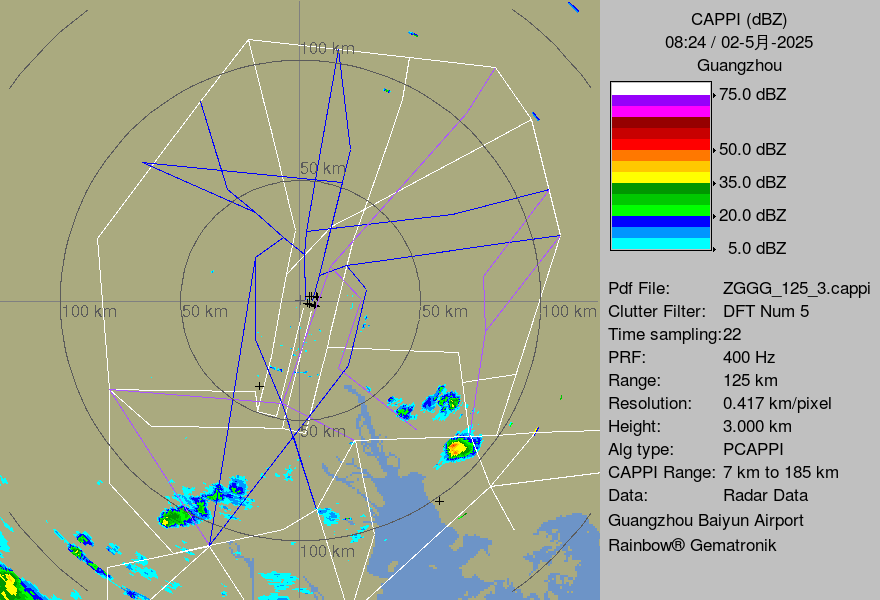 CAPPI (dBZ)
08:24 / 02-5月-2025
Guangzhou
75.0 dBZ
50.0 dBZ
35.0 dBZ
20.0 dBZ
5.0 dBZ
Pdf File: ZGGG_125_3.cappi
Clutter Filter: DFT Num 5
Time sampling:22
PRF: 400 Hz
Range: 125 km
Resolution: 0.417 km/pixel
Height: 3.000 km
Alg type: PCAPPI
CAPPI Range: 7 km to 185 km
Data: Radar Data
Guangzhou Baiyun Airport
Rainbow® Gematronik
100 km
50 km
100 km
50 km
50 km
100 km
50 km
100 km